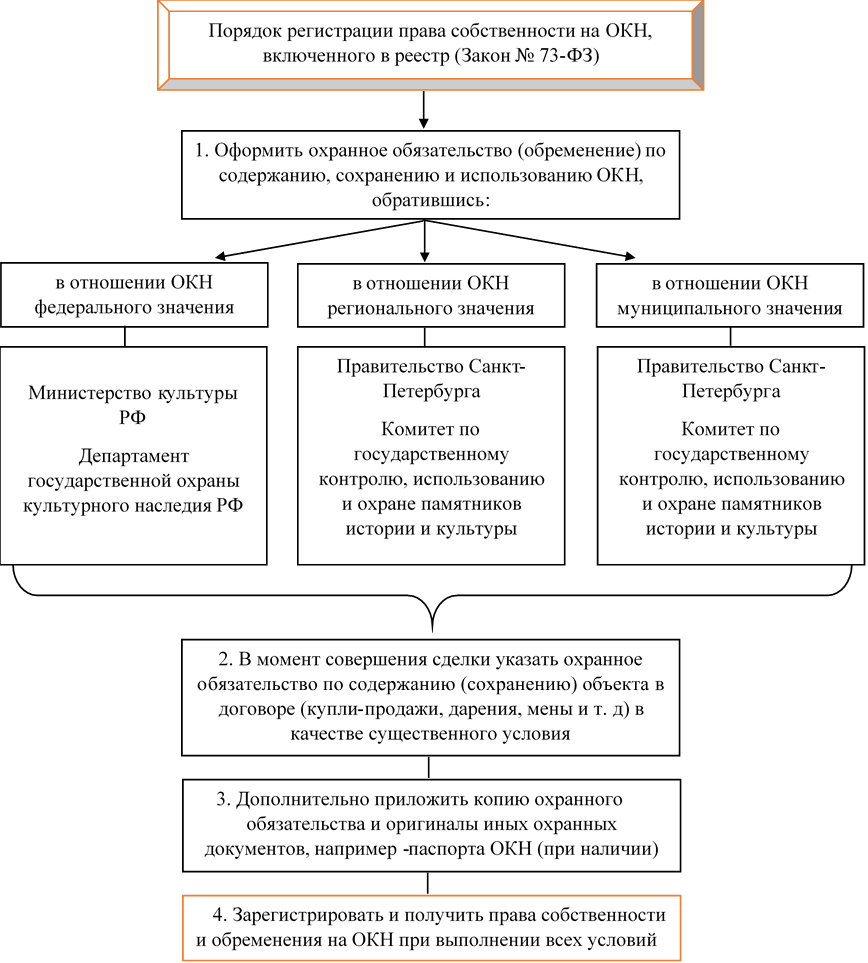 Порядок регистрации права собственности на ОКН,
включенного в реестр (Закон № 73-ФЗ)
1. Оформить охранное обязательство (обременение) по
содержанию, сохранению и использованию ОКН,
обратившись:
в отношении ОКН
федерального значения
в отношении ОКН
регионального значения
в отношении ОКН
муниципального значения
Министерство культуры
РФ
Департамент
государственной охраны
культурного наследия РФ
Правительство Санкт-
Петербурга
Комитет по
государственному
контролю, использованию
и охране памятников
истории и культуры
Правительство Санкт-
Петербурга
Комитет по
государственному
контролю, использованию
и охране памятников
истории и культуры
2. В момент совершения сделки указать охранное
обязательство по содержанию (сохранению) объекта в
договоре (купли-продажи, дарения, мены и т. д) в
качестве существенного условия
3. Дополнительно приложить копию охранного
обязательства и оригиналы иных охранных
документов, например -паспорта ОКН (при наличии)
4. Зарегистрировать и получить права собственности
и обременения на ОКН при выполнении всех условий